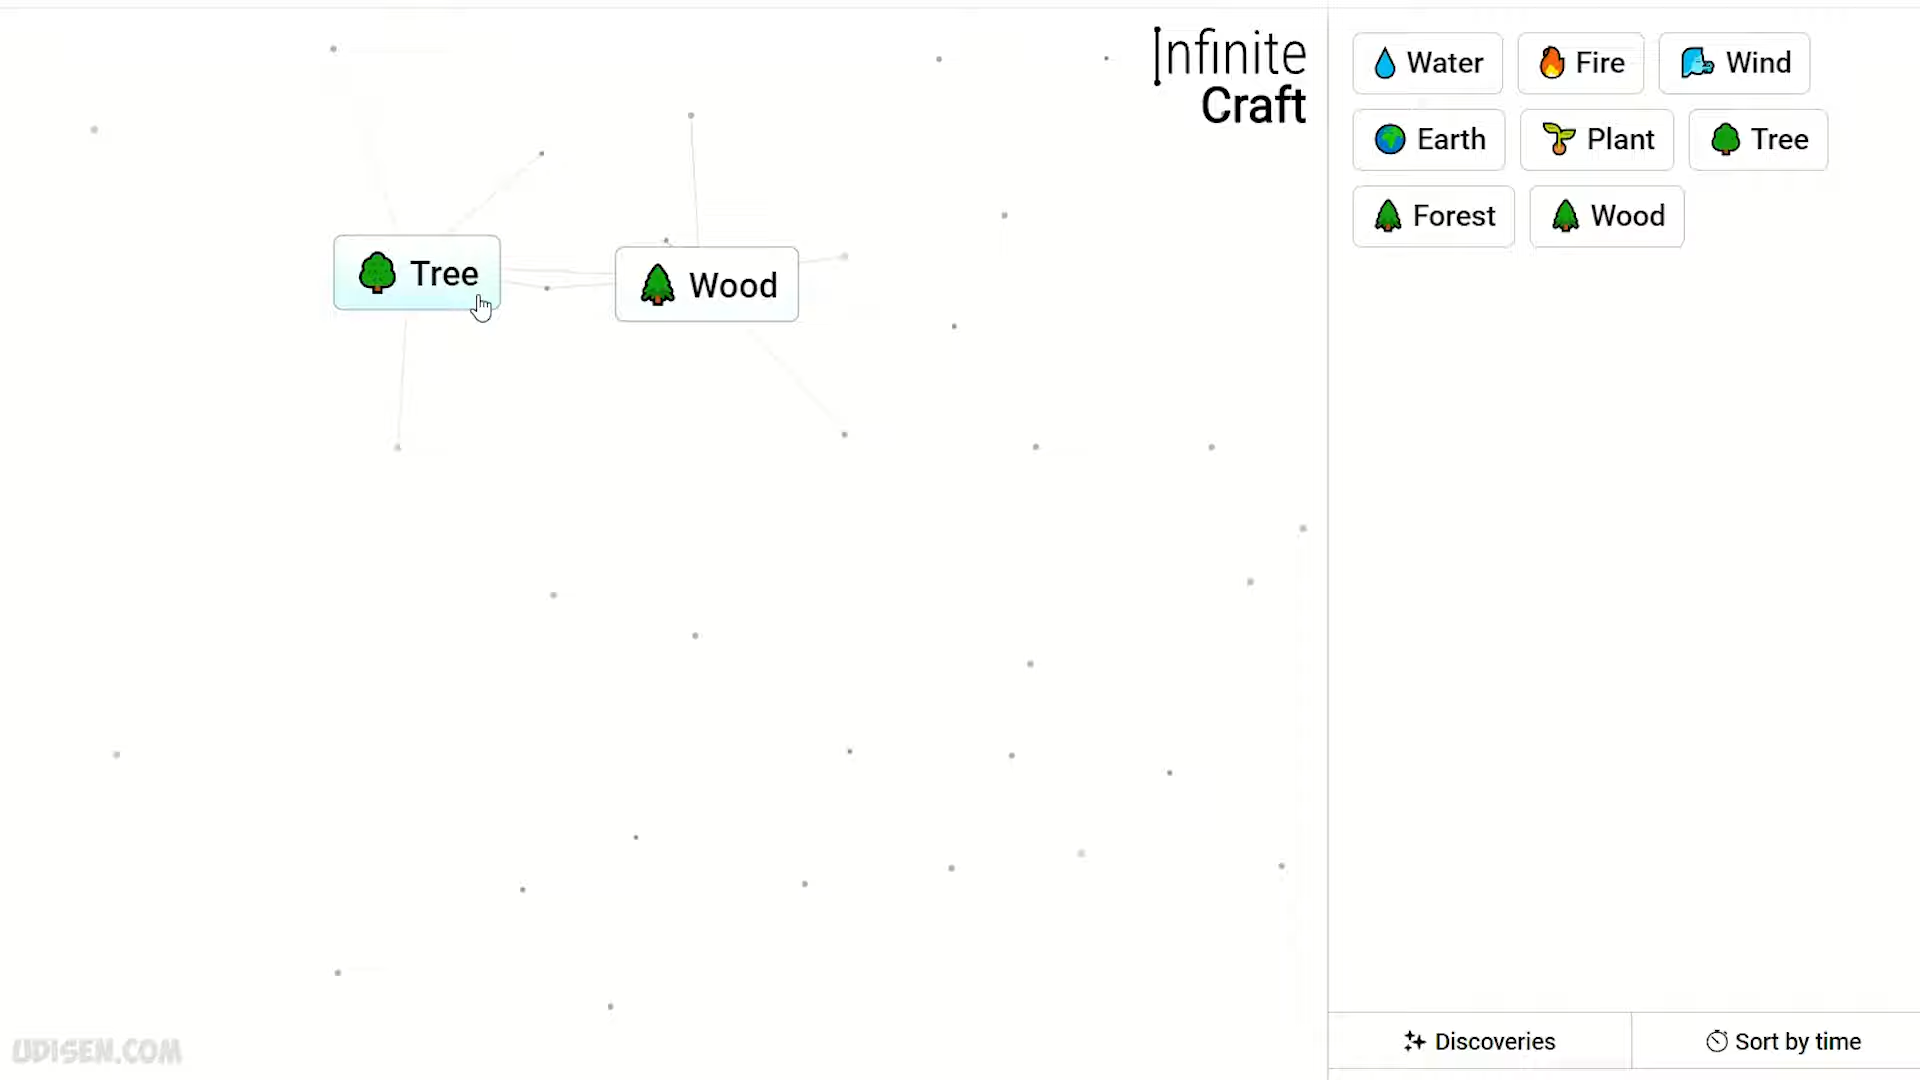 Infinite
Craft
Water Fire Wind
Earth Plant Tree
Forest Wood
Tree Wood
Discoveries Sort by time
UDISEN.COM